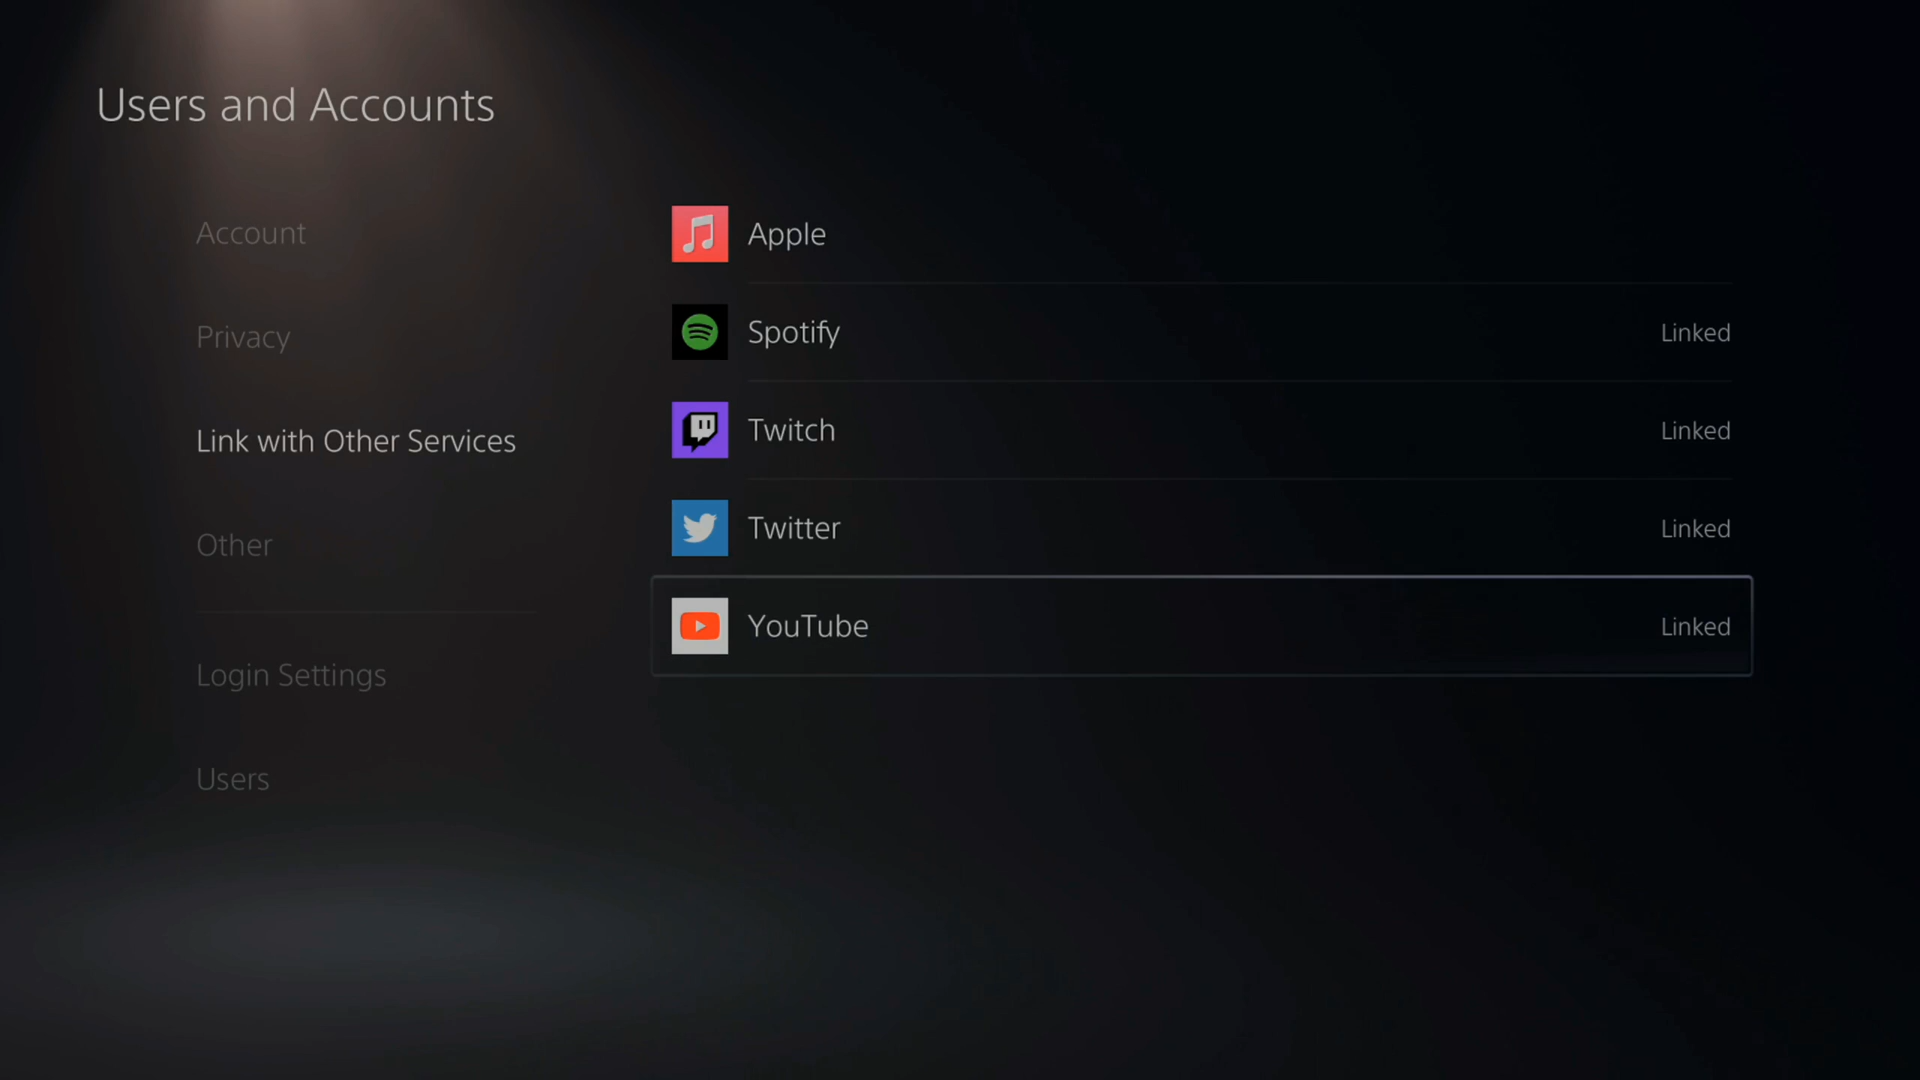 Users and Accounts
Account
Privacy
Link with Other Services
Other
Login Settings
Users
Apple
Spotify Linked
Twitch Linked
Twitter Linked
YouTube Linked